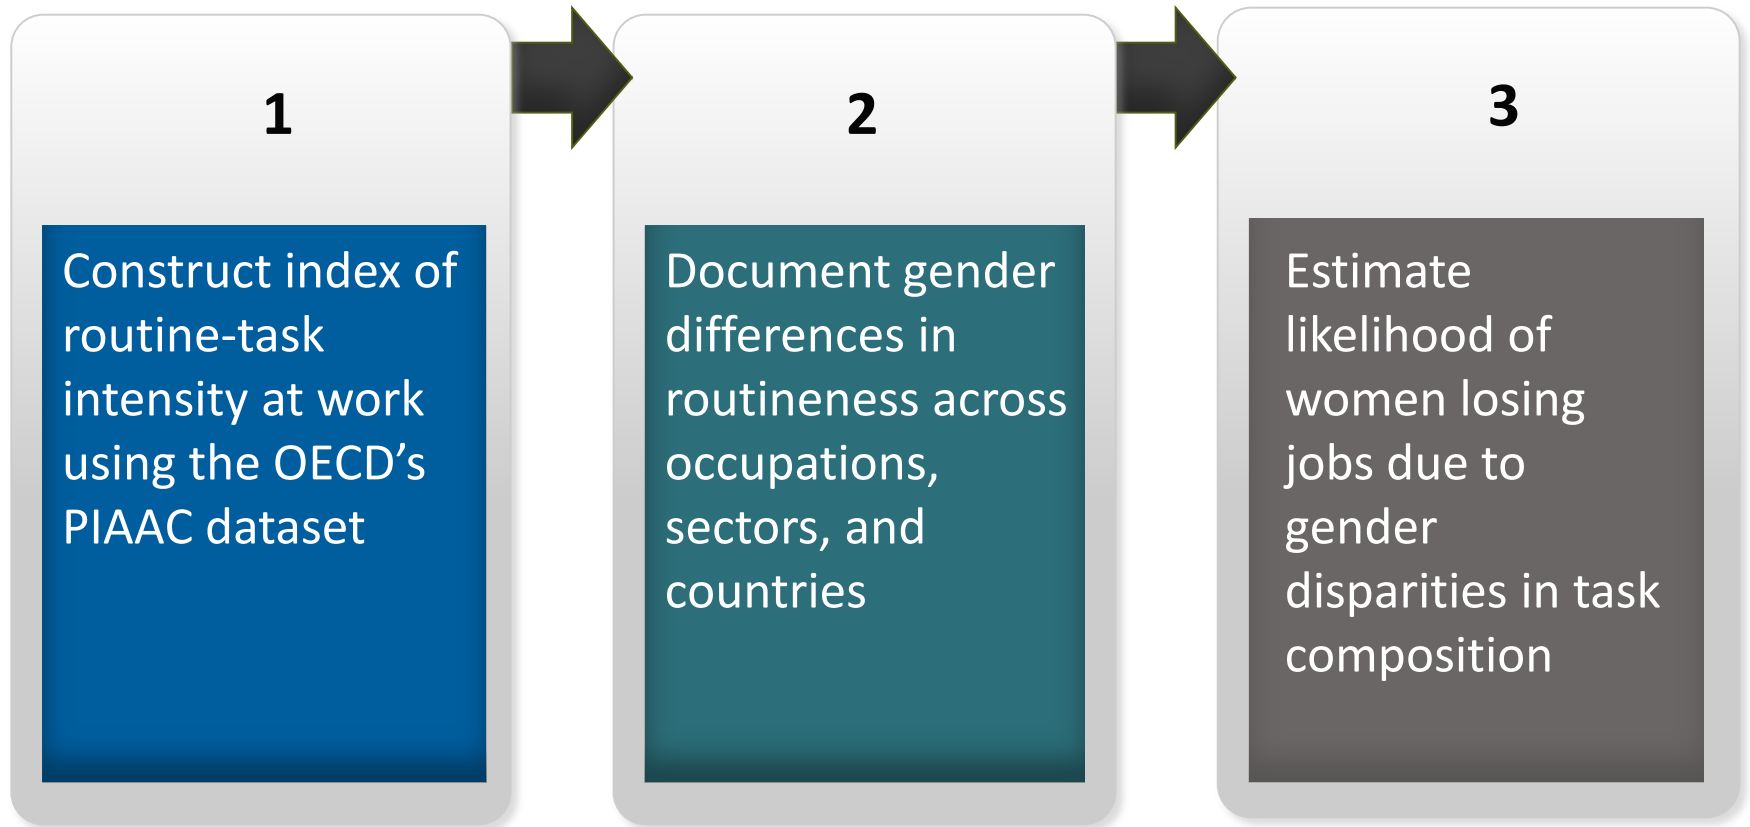 1
Construct index of
routine-task
intensity at work
using the OECD’s
PIAAC dataset
2
Document gender
differences in
routineness across
occupations,
sectors, and
countries
3
Estimate
likelihood of
women losing
jobs due to
gender
disparities in task
composition